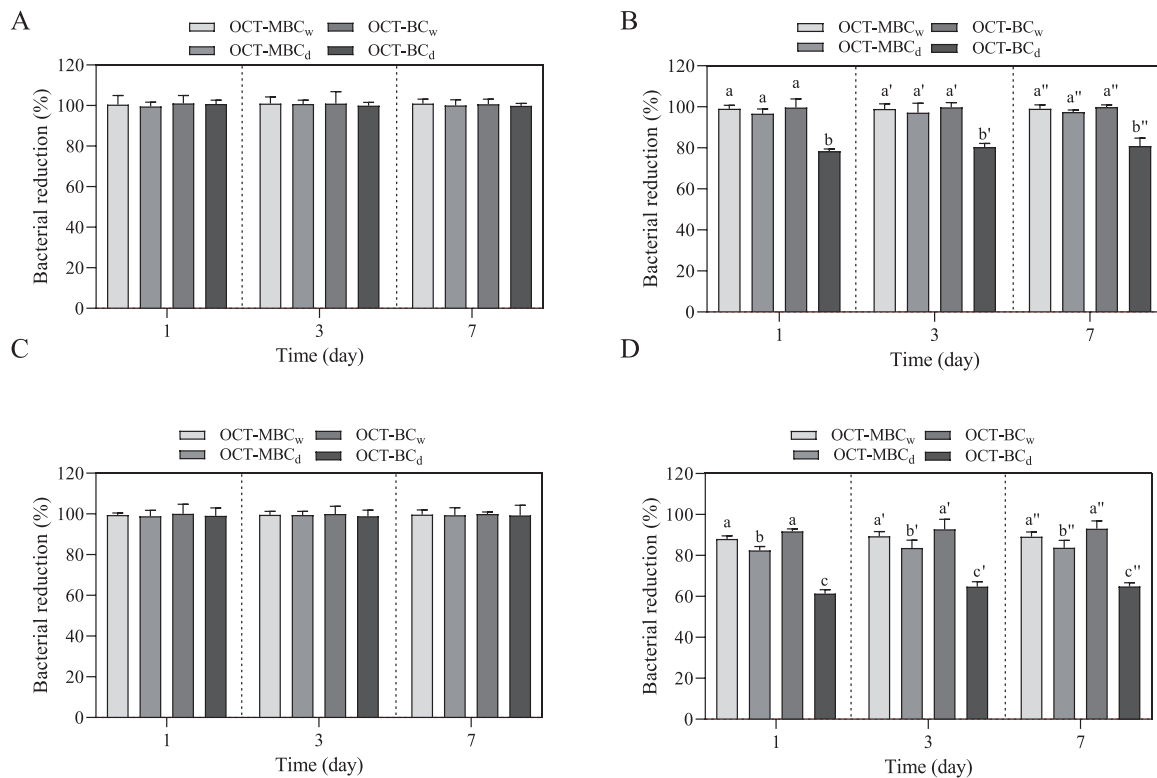 A
OCT-MBCw OCT-BCw
OCT-MBCd OCT-BCd
Bacterial reduction (%)
120
100
80
60
40
20
0
1 3 7
Time (day)
B
OCT-MBCw OCT-BCw
OCT-MBCd OCT-BCd
Bacterial reduction (%)
120
100
80
60
40
20
0
a a a b a' a' a' b' a'' a'' a'' b''
1 3 7
Time (day)
C
OCT-MBCw OCT-BCw
OCT-MBCd OCT-BCd
Bacterial reduction (%)
120
100
80
60
40
20
0
1 3 7
Time (day)
D
OCT-MBCw OCT-BCw
OCT-MBCd OCT-BCd
Bacterial reduction (%)
120
100
80
60
40
20
0
a b a c a' b' a' c' a'' b'' a'' c''
1 3 7
Time (day)